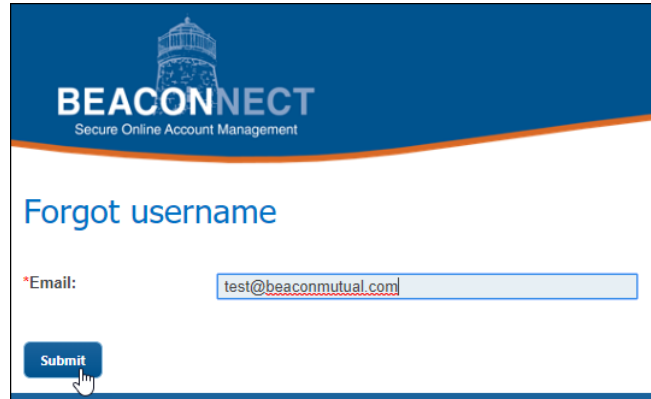 BEACONNECT
Secure Online Account Management
Forgot username
*Email:
test@beaconmutual.com
Submit